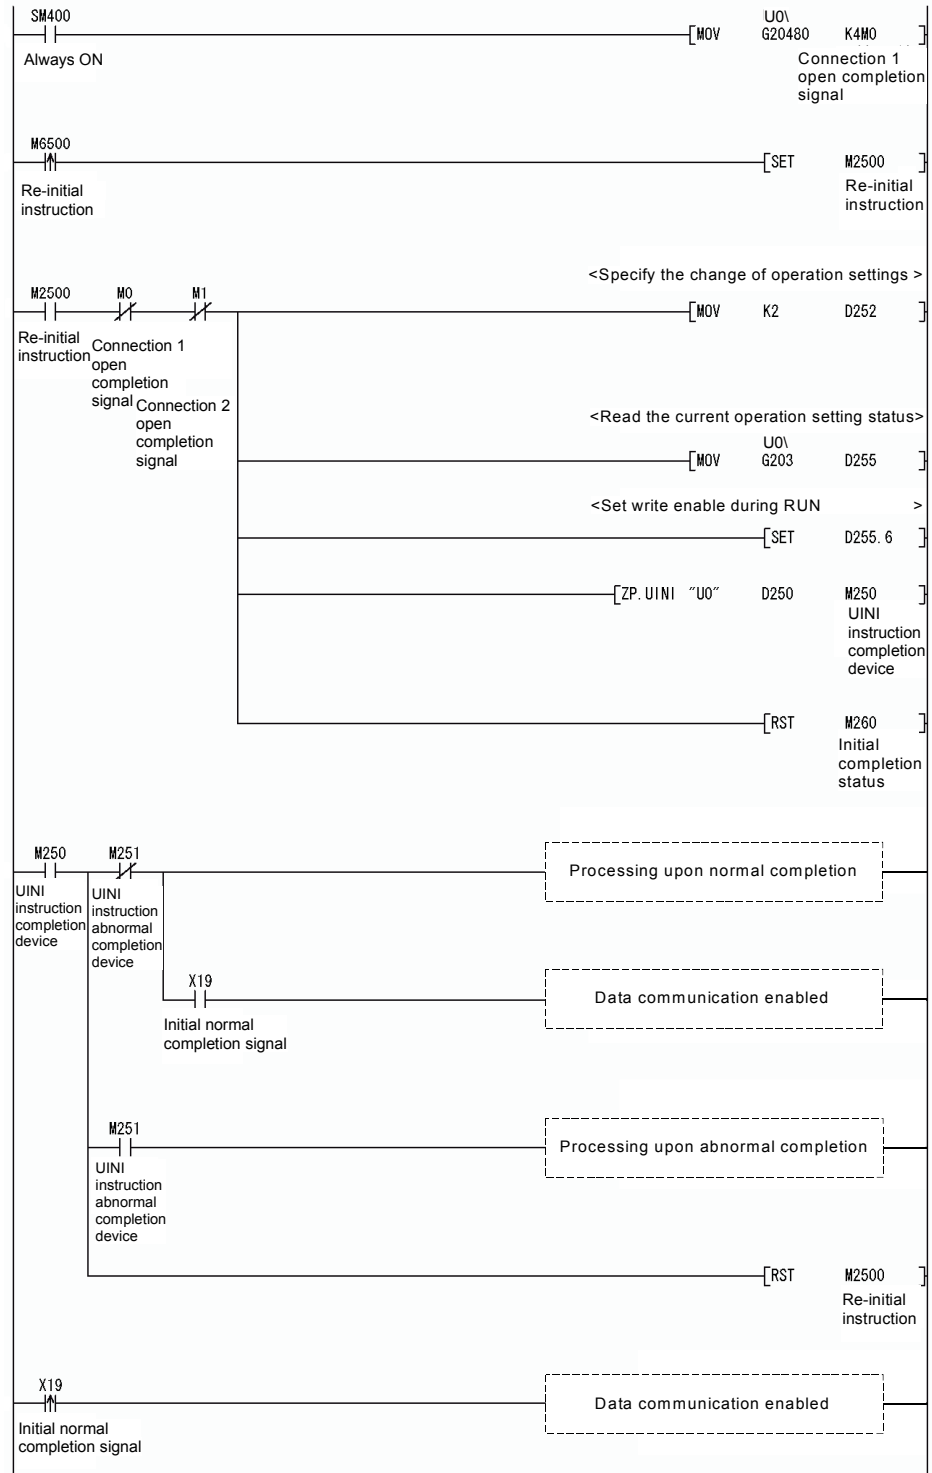 SM400
U0\
MOV G20480 K4M0
Always ON
Connection 1
open completion
signal
M6500
SET M2500
Re-initial
instruction
Re-initial
instruction
<Specify the change of operation settings >
M2500 M0 M1
MOV K2 D252
Re-initial
instruction
Connection 1
open
completion
signal
Connection 2
open
completion
signal
<Read the current operation setting status>
U0\
MOV G203 D255
<Set write enable during RUN >
SET D255.6
ZP.UINI "U0" D250 M250
UINI
instruction
completion
device
RST M260
Initial
completion
status
M250 M251
Processing upon normal completion
UINI
instruction
completion
device
UINI
instruction
abnormal
completion
device
X19
Data communication enabled
Initial normal
completion signal
M251
Processing upon abnormal completion
UINI
instruction
abnormal
completion
device
RST M2500
Re-initial
instruction
X19
Data communication enabled
Initial normal
completion signal